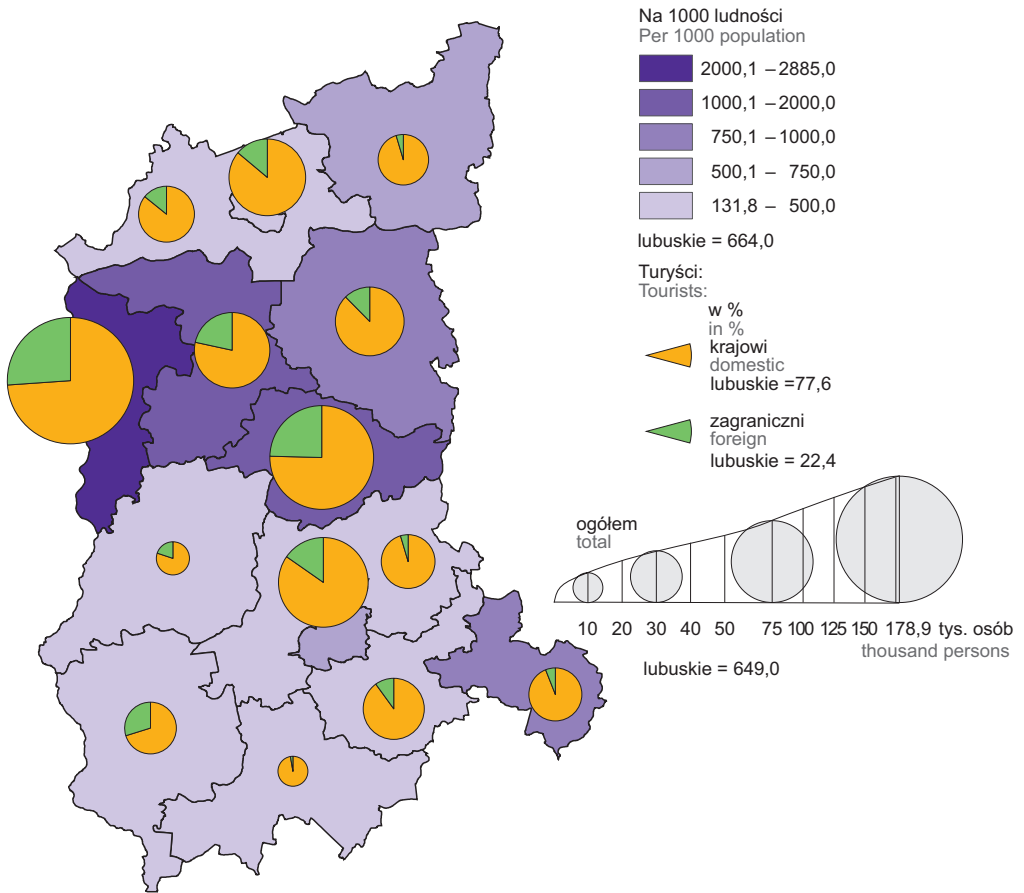 Na 1000 ludności
Per 1000 population
2000,1 – 2885,0
1000,1 – 2000,0
750,1 – 1000,0
500,1 – 750,0
131,8 – 500,0
lubuskie = 664,0
Turyści:
Tourists:
w %
in %
krajowi
domestic
lubuskie =77,6
zagraniczni
foreign
lubuskie = 22,4
ogółem
total
10 20 30 40 50 75 100 125 150 178,9 tys. osób
thousand persons
lubuskie = 649,0